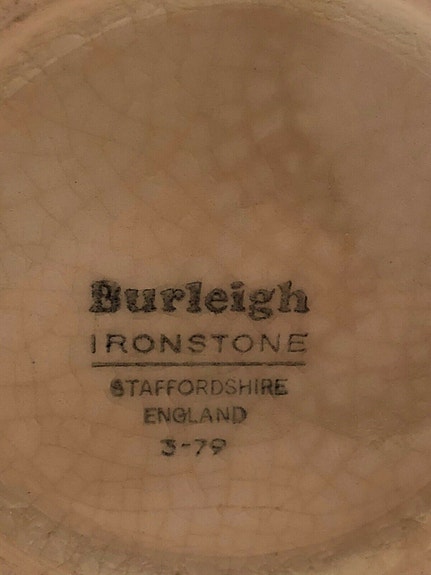 Burleigh
IRONSTONE
STAFFORDSHIRE
ENGLAND
3-79